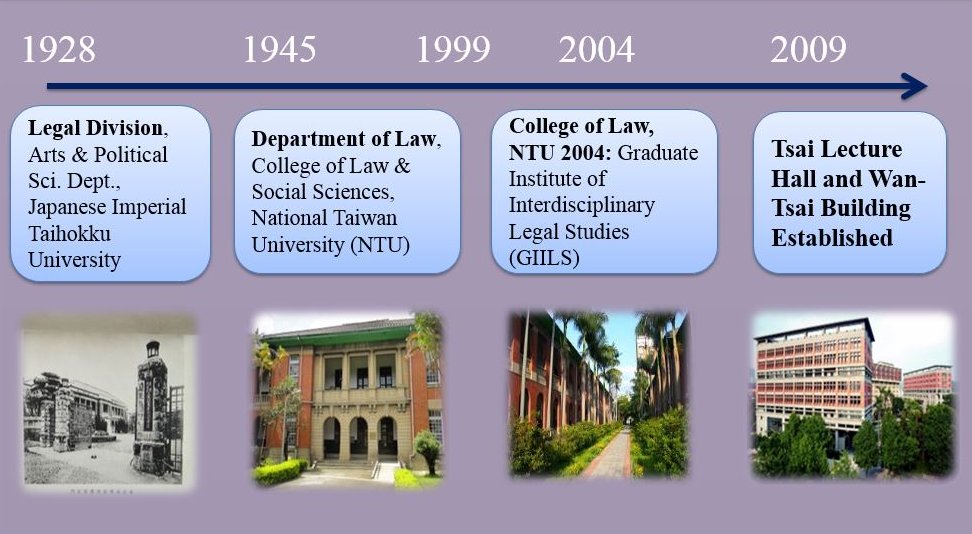 1928 1945 1999 2004 2009
Legal Division,
Arts & Political
Sci. Dept.,
Japanese Imperial
Taihokku
University
Department of Law,
College of Law &
Social Sciences,
National Taiwan
University (NTU)
College of Law,
NTU 2004: Graduate
Institute of
Interdisciplinary
Legal Studies
(GIILS)
Tsai Lecture
Hall and Wan-
Tsai Building
Established